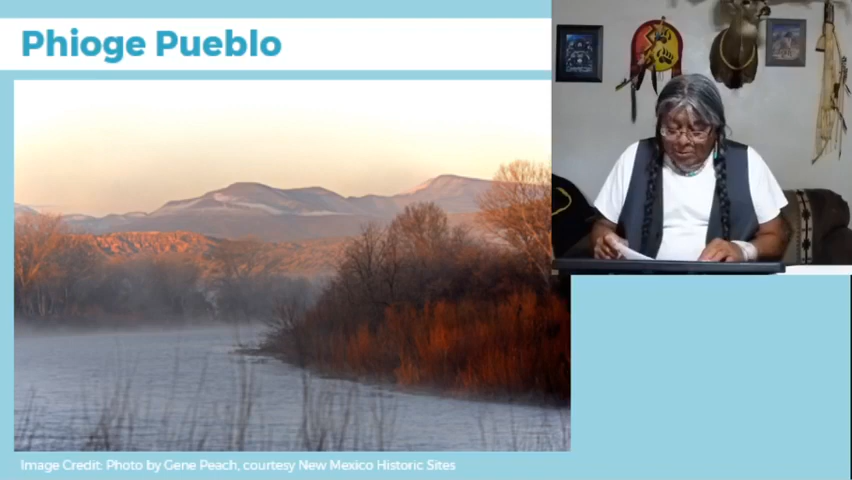 Phioge Pueblo
Image Credit: Photo by Gene Peach, courtesy New Mexico Historic Sites